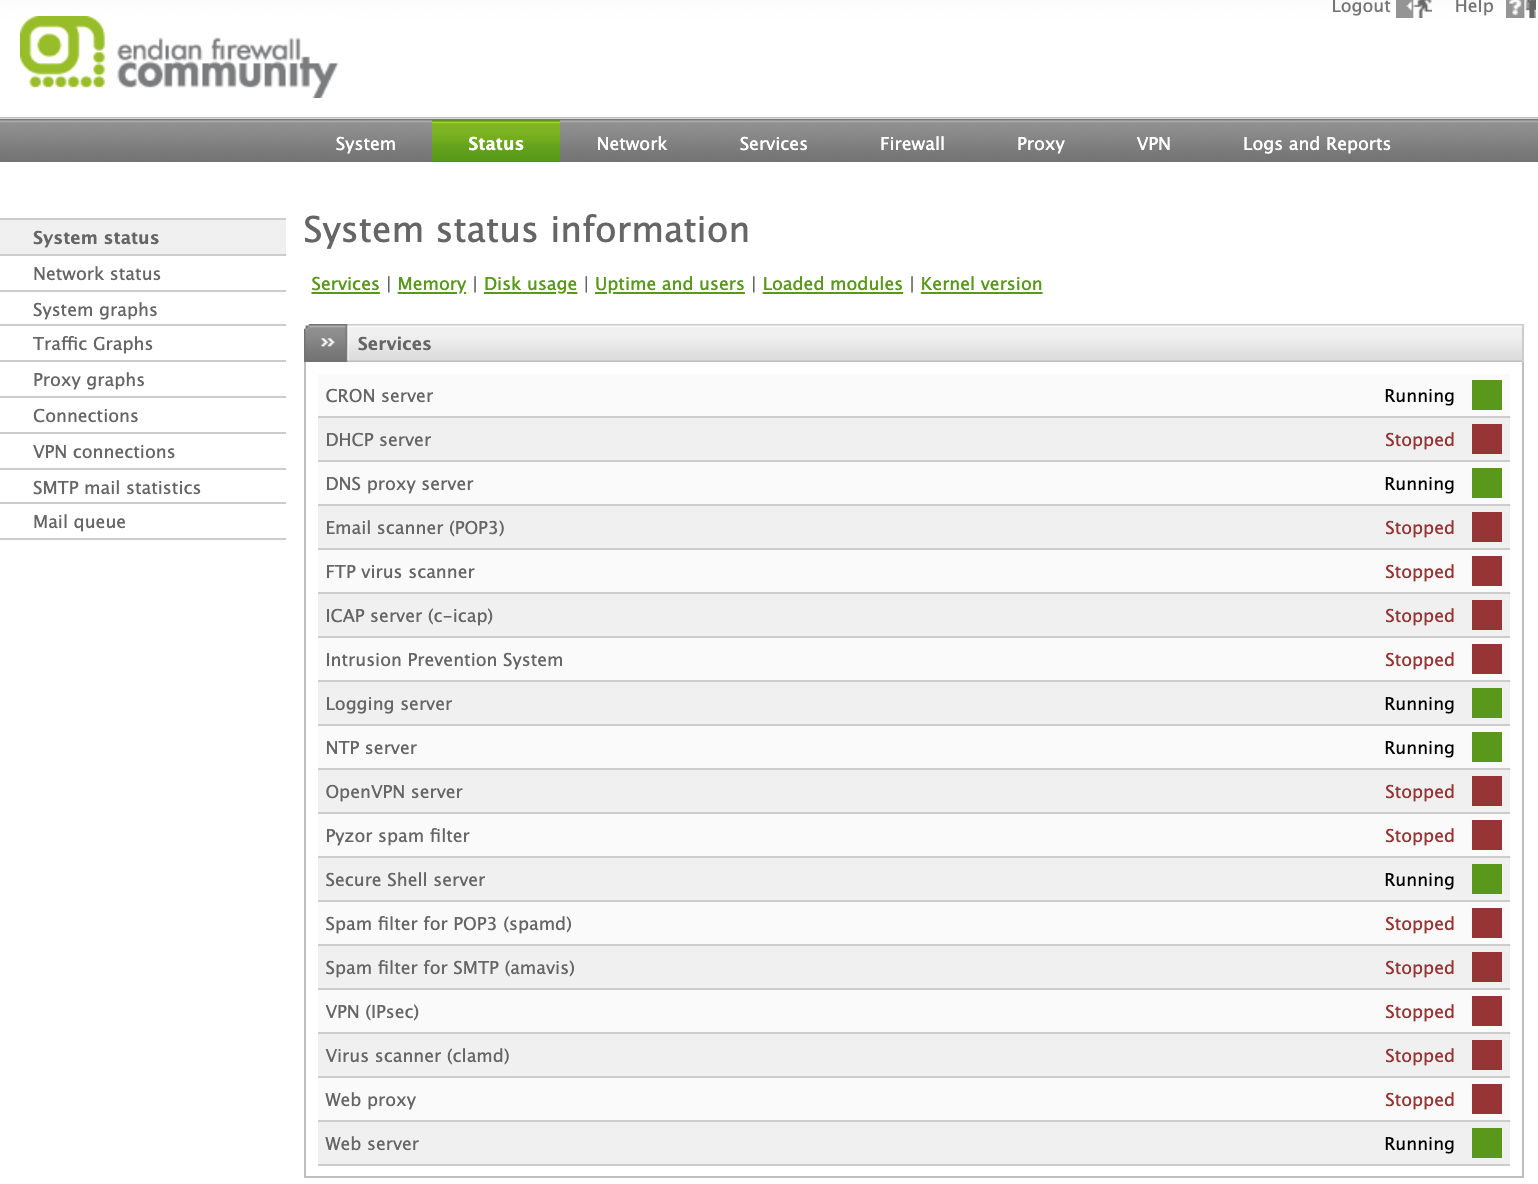 Logout Help
endian firewall
community
System Status Network Services Firewall Proxy VPN Logs and Reports
System status
Network status
System graphs
Traffic Graphs
Proxy graphs
Connections
VPN connections
SMTP mail statistics
Mail queue
System status information
Services | Memory | Disk usage | Uptime and users | Loaded modules | Kernel version
» Services
CRON server Running
DHCP server Stopped
DNS proxy server Running
Email scanner (POP3) Stopped
FTP virus scanner Stopped
ICAP server (c-icap) Stopped
Intrusion Prevention System Stopped
Logging server Running
NTP server Running
OpenVPN server Stopped
Pyzor spam filter Stopped
Secure Shell server Running
Spam filter for POP3 (spamd) Stopped
Spam filter for SMTP (amavis) Stopped
VPN (IPsec) Stopped
Virus scanner (clamd) Stopped
Web proxy Stopped
Web server Running